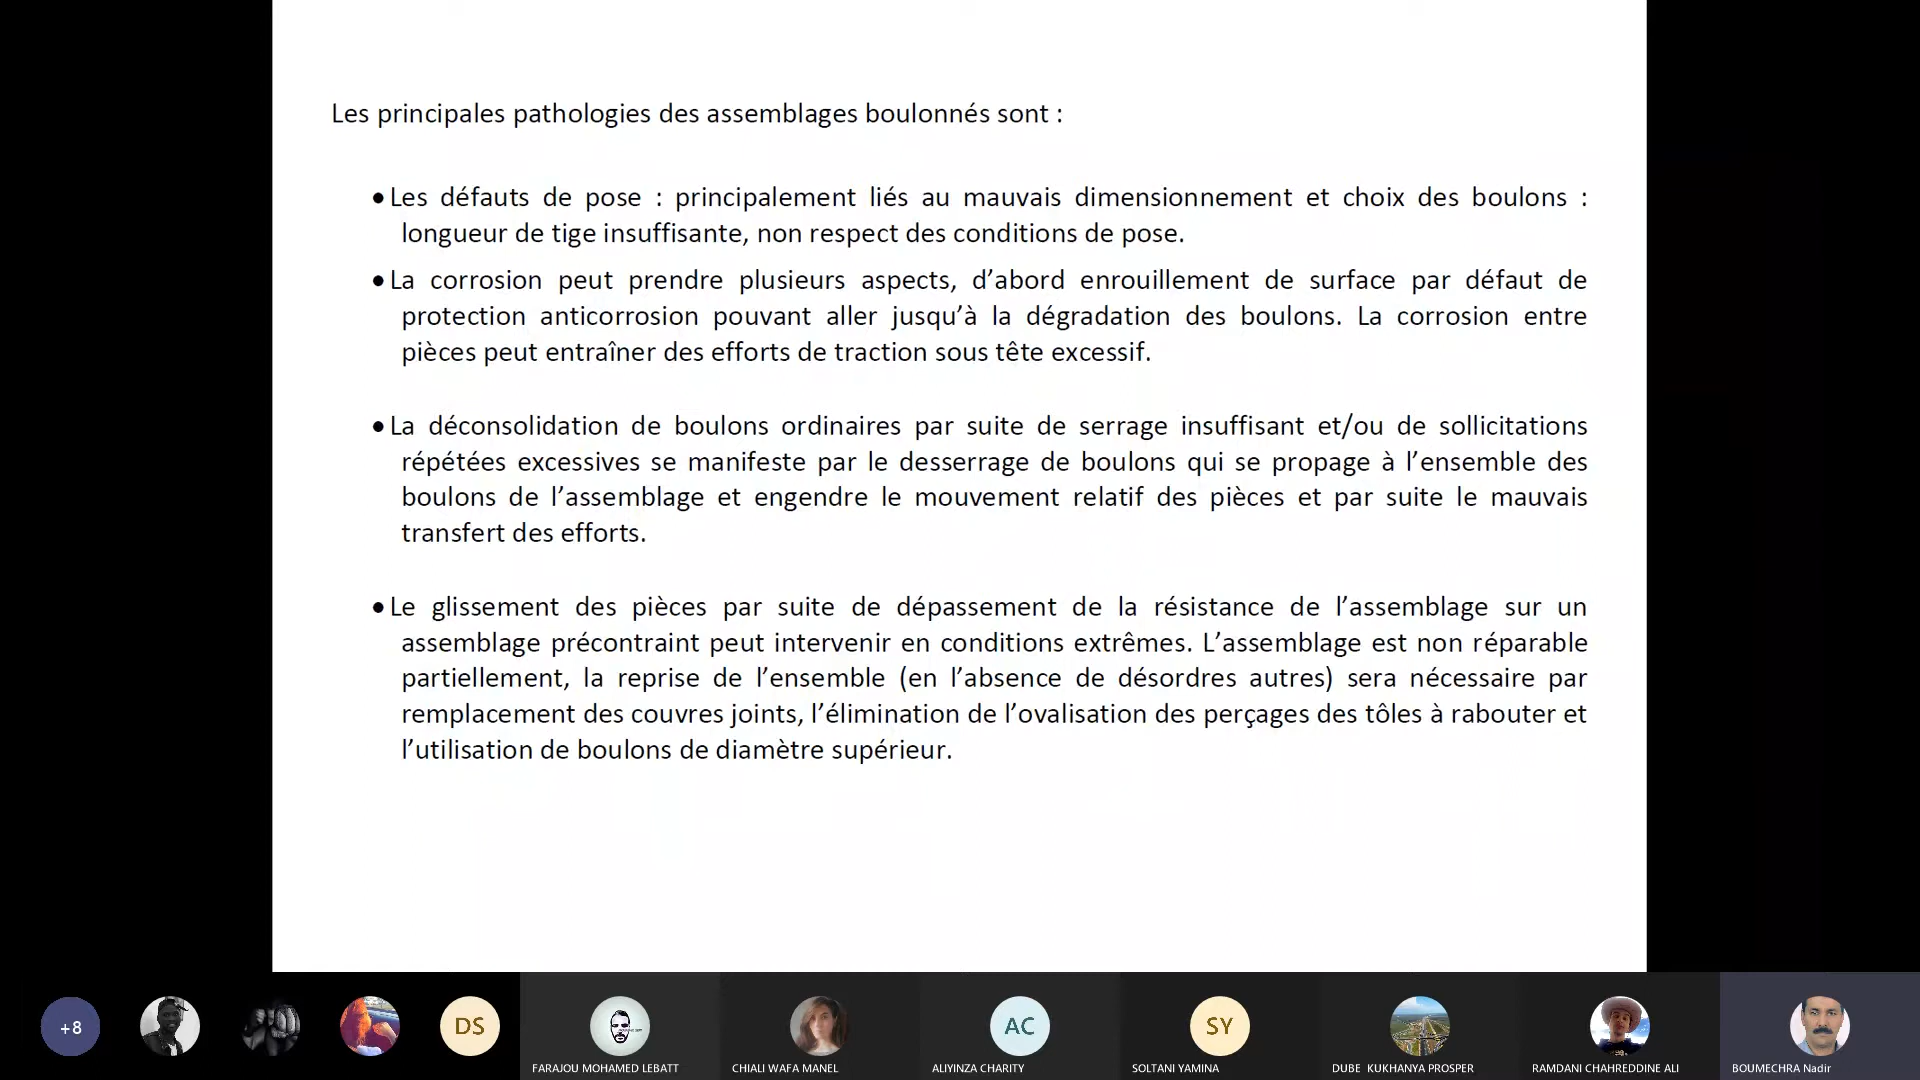 Les principales pathologies des assemblages boulonnés sont :
•Les défauts de pose : principalement liés au mauvais dimensionnement et choix des boulons :
longueur de tige insuffisante, non respect des conditions de pose.
•La corrosion peut prendre plusieurs aspects, d’abord enrouillement de surface par défaut de
protection anticorrosion pouvant aller jusqu’à la dégradation des boulons. La corrosion entre
pièces peut entraîner des efforts de traction sous tête excessif.
•La déconsolidation de boulons ordinaires par suite de serrage insuffisant et/ou de sollicitations
répétées excessives se manifeste par le desserrage de boulons qui se propage à l’ensemble des
boulons de l’assemblage et engendre le mouvement relatif des pièces et par suite le mauvais
transfert des efforts.
•Le glissement des pièces par suite de dépassement de la résistance de l’assemblage sur un
assemblage précontraint peut intervenir en conditions extrêmes. L’assemblage est non réparable
partiellement, la reprise de l’ensemble (en l’absence de désordres autres) sera nécessaire par
remplacement des couvres joints, l’élimination de l’ovalisation des perçages des tôles à rabouter et
l’utilisation de boulons de diamètre supérieur.
+8
DS
AC
SY
FARAJOU MOHAMED LEBATT
CHIALI WAFA MANEL
ALIYINZA CHARITY
SOLTANI YAMINA
DUBE KUKHANYA PROSPER
RAMDANI CHAHREDDINE ALI
BOUMECHRA Nadir